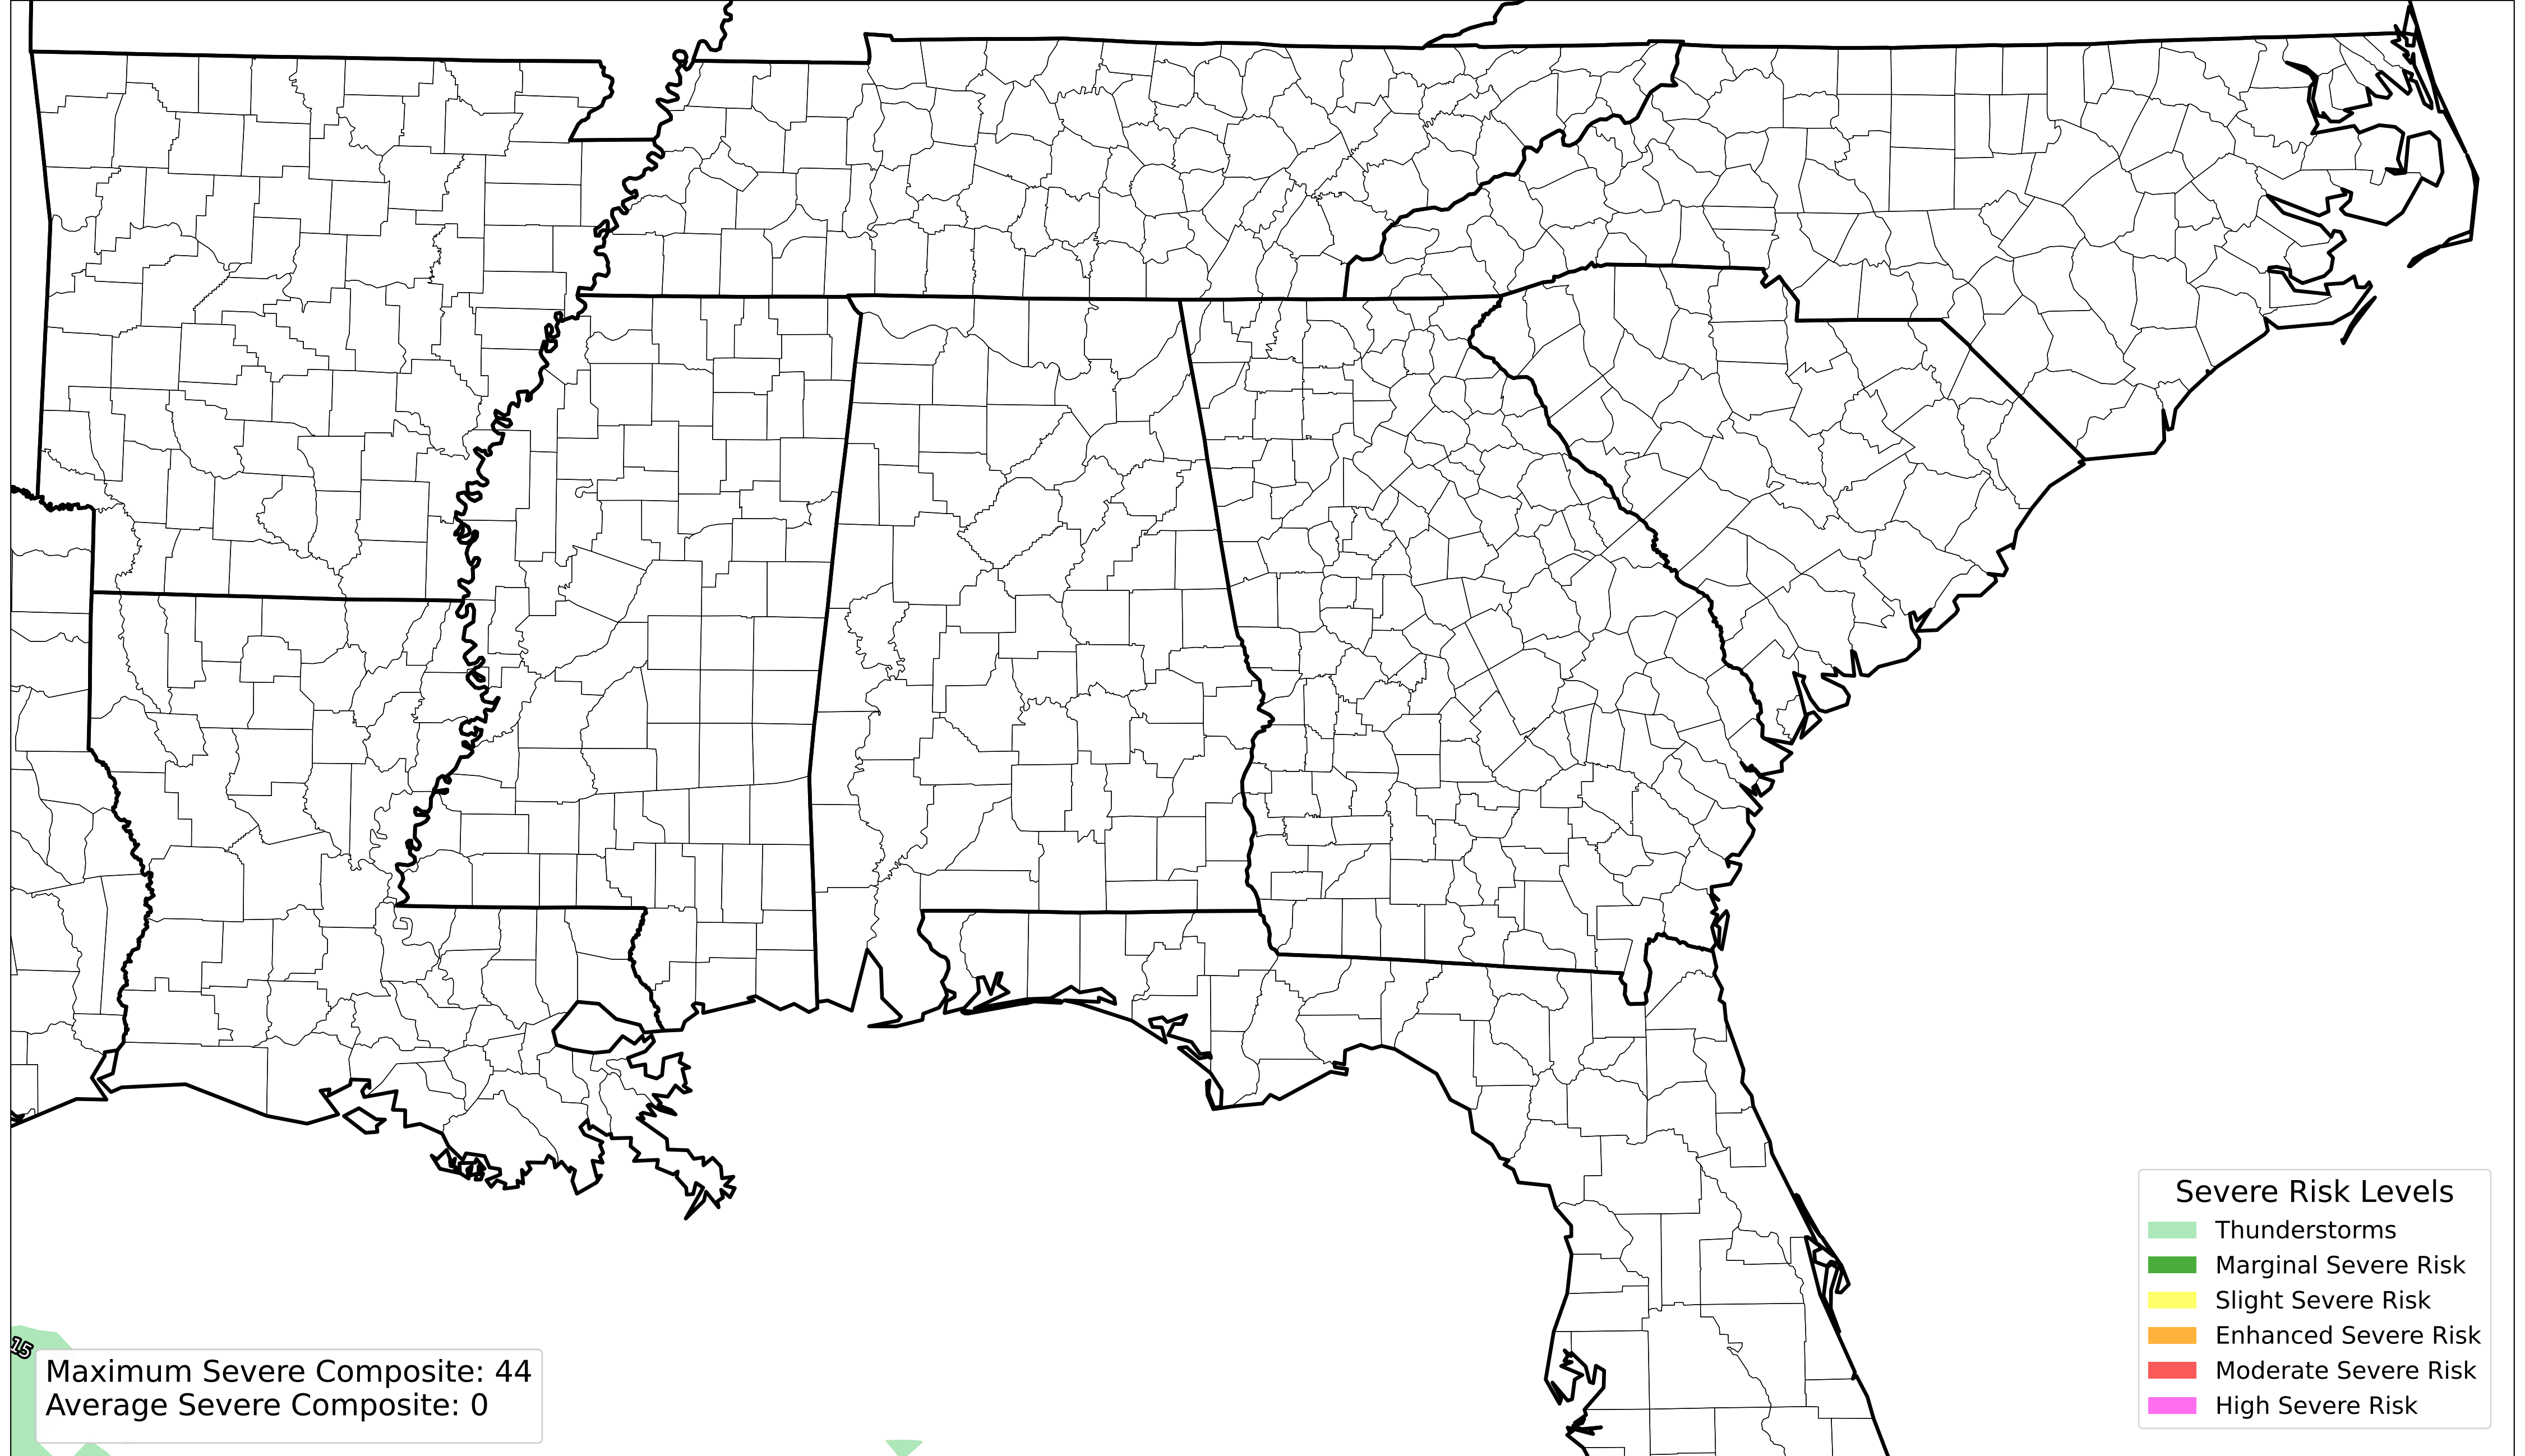 15
Maximum Severe Composite: 44
Average Severe Composite: 0
Severe Risk Levels
Thunderstorms
Marginal Severe Risk
Slight Severe Risk
Enhanced Severe Risk
Moderate Severe Risk
High Severe Risk